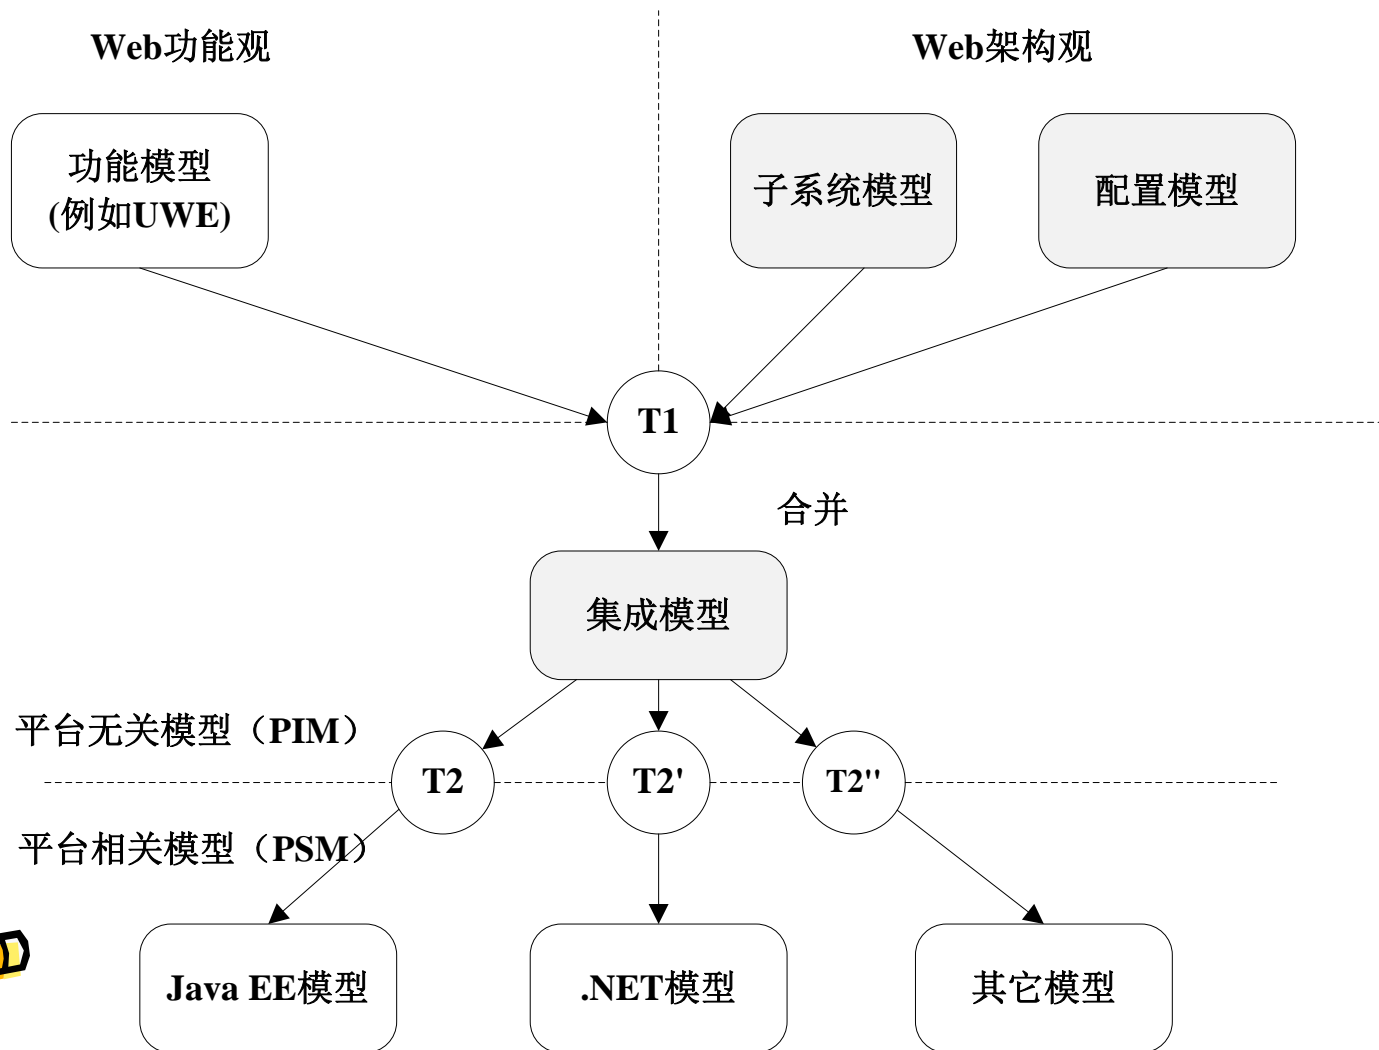 Web功能观
Web架构观
功能模型
(例如UWE)
子系统模型
配置模型
T1
合并
集成模型
平台无关模型（PIM）
T2
T2'
T2''
平台相关模型（PSM）
Java EE模型
.NET模型
其它模型